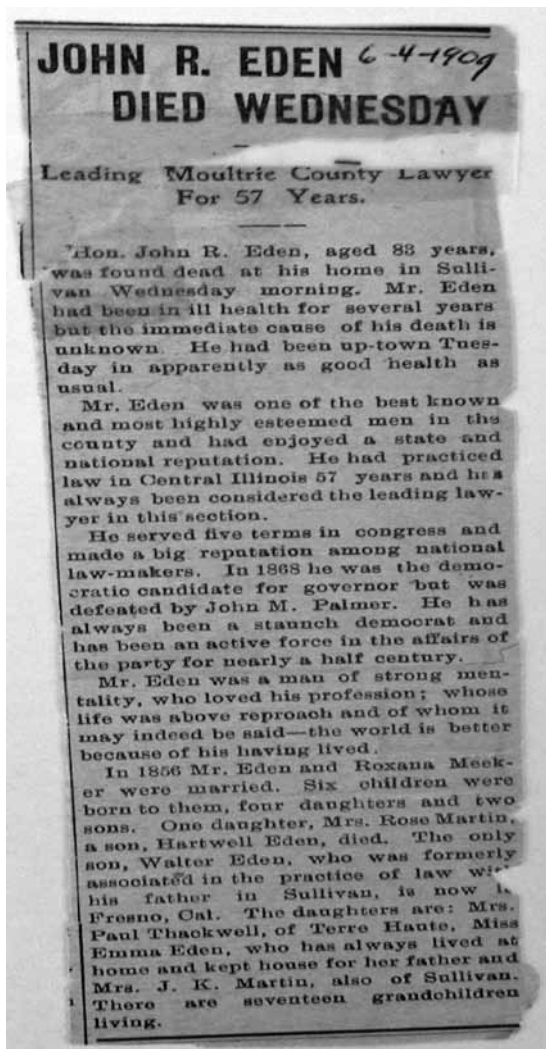 JOHN R. EDEN 6-4-1909
DIED WEDNESDAY
Leading Moultrie County Lawyer
For 57 Years.
Hon. John R. Eden, aged 83 years,
was found dead at his home in Sulli-
van Wednesday morning. Mr. Eden
had been in ill health for several years
but the immediate cause of his death is
unknown. He had been up-town Tues-
day in apparently as good health as
usual.
Mr. Eden was one of the best known
and most highly esteemed men in the
county and had enjoyed a state and
national reputation. He had practiced
law in Central Illinois 57 years and has
always been considered the leading law-
yer in this section.
He served five terms in congress and
made a big reputation among national
law-makers. In 1868 he was the demo-
cratic candidate for governor but was
defeated by John M. Palmer. He has
always been a staunch democrat and
has been an active force in the affairs of
the party for nearly a half century.
Mr. Eden was a man of strong men-
tality, who loved his profession; whose
life was above reproach and of whom it
may indeed be said—the world is better
because of his having lived.
In 1856 Mr. Eden and Roxana Meek-
er were married. Six children were
born to them, four daughters and two
sons. One daughter, Mrs. Rose Martin,
a son, Hartwell Eden, died. The only
son, Walter Eden, who was formerly
associated in the practice of law with
his father in Sullivan, is now in
Fresno, Cal. The daughters are: Mrs.
Paul Thackwell, of Terre Haute, Miss
Emma Eden, who has always lived at
home and kept house for her father and
Mrs. J. K. Martin, also of Sullivan.
There are seventeen grandchildren
living.